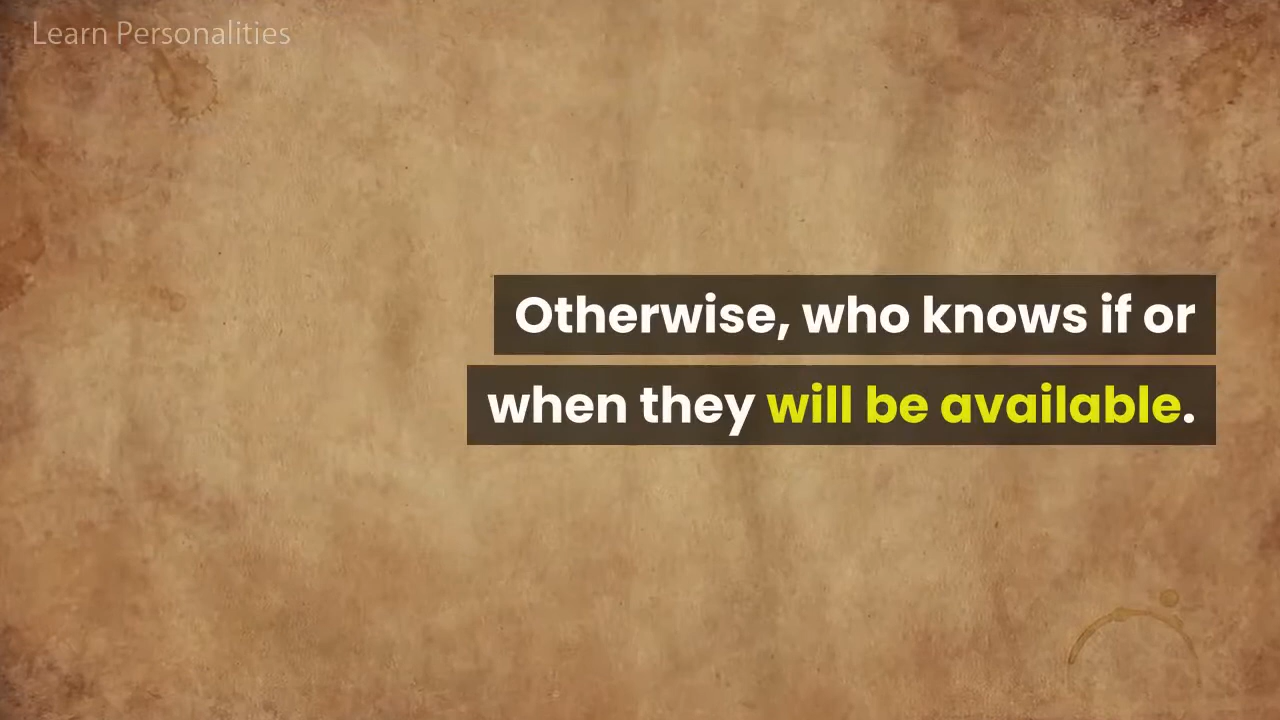 Learn Personalities
Otherwise, who knows if or
when they will be available.